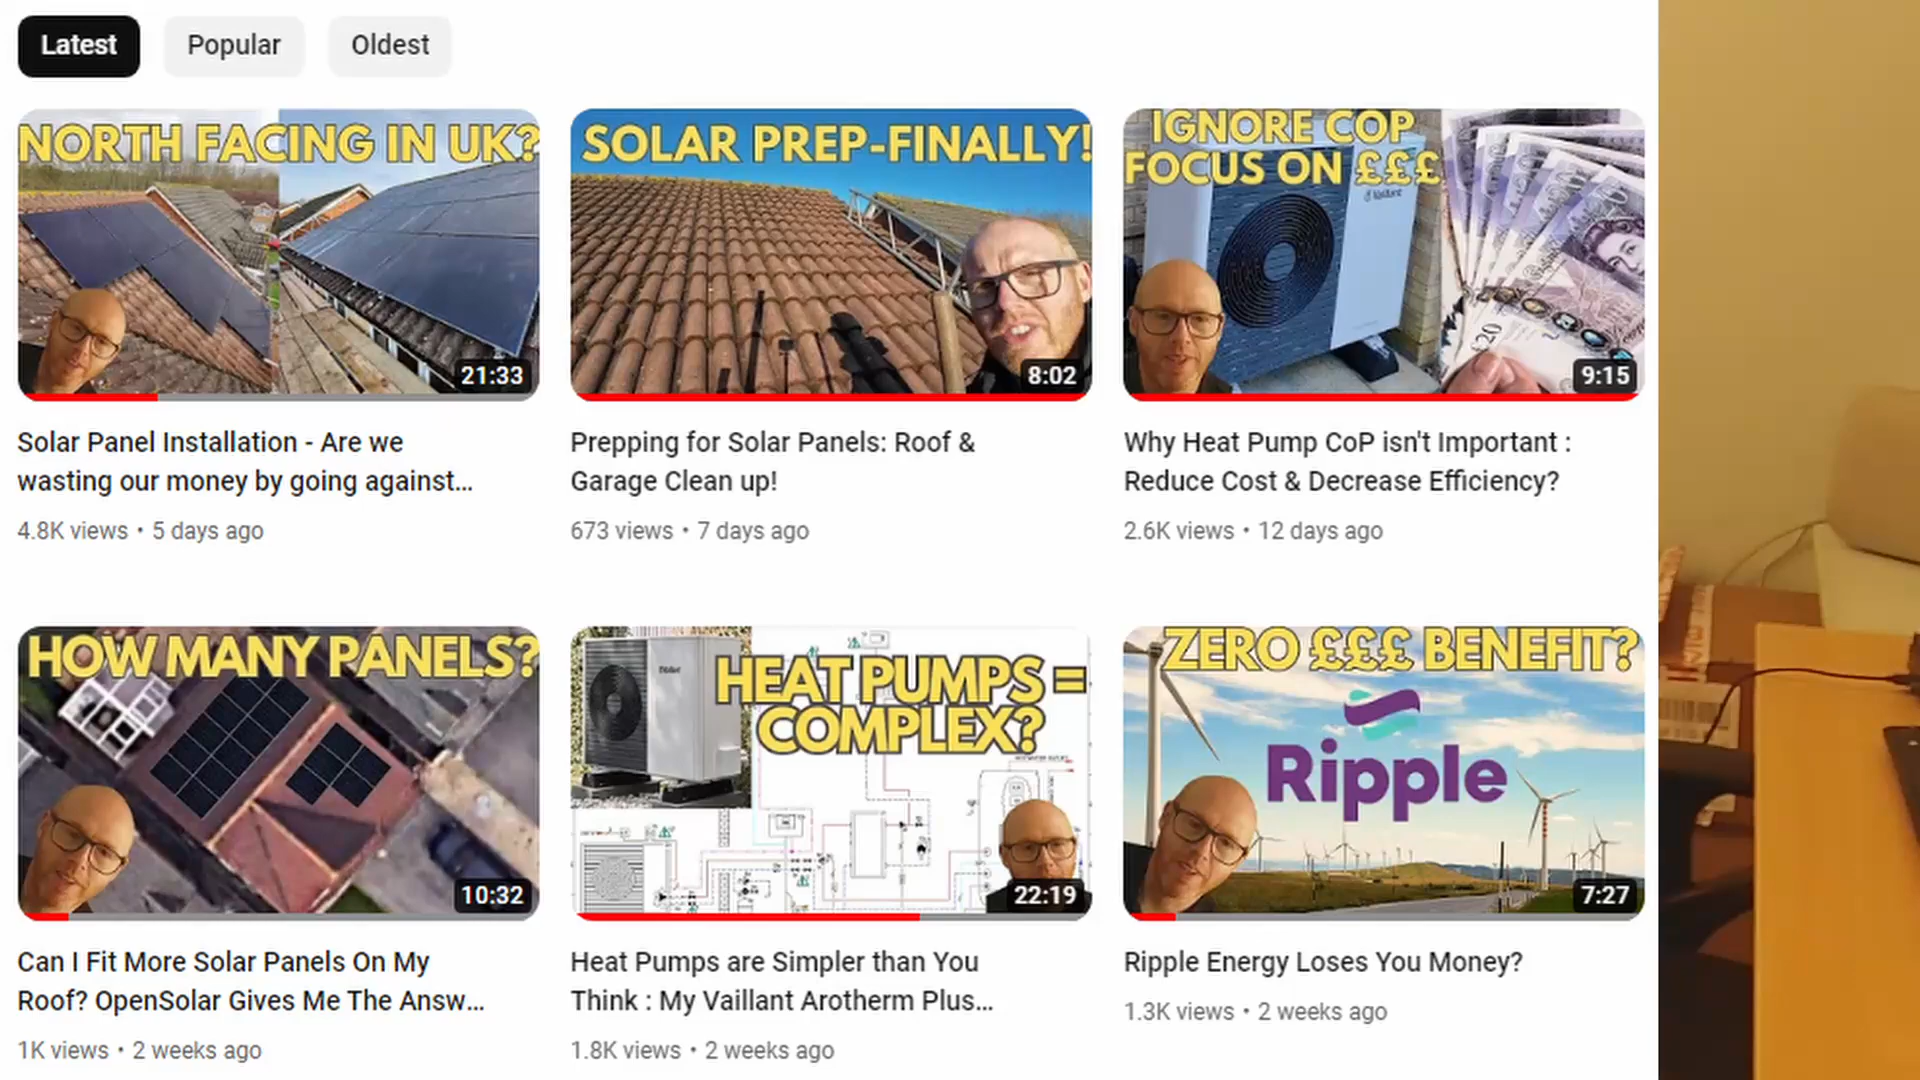 Latest
Popular
Oldest
NORTH FACING IN UK?
21:33
SOLAR PREP-FINALLY!
8:02
IGNORE COP
FOCUS ON £££
Vaillant
£20
9:15
Solar Panel Installation - Are we
wasting our money by going against...
4.8K views • 5 days ago
Prepping for Solar Panels: Roof &
Garage Clean up!
673 views • 7 days ago
Why Heat Pump CoP isn't Important :
Reduce Cost & Decrease Efficiency?
2.6K views • 12 days ago
HOW MANY PANELS?
10:32
HEAT PUMPS =
COMPLEX?
22:19
ZERO £££ BENEFIT?
Ripple
7:27
Can I Fit More Solar Panels On My
Roof? OpenSolar Gives Me The Answ...
1K views • 2 weeks ago
Heat Pumps are Simpler than You
Think : My Vaillant Arotherm Plus...
1.8K views • 2 weeks ago
Ripple Energy Loses You Money?
1.3K views • 2 weeks ago